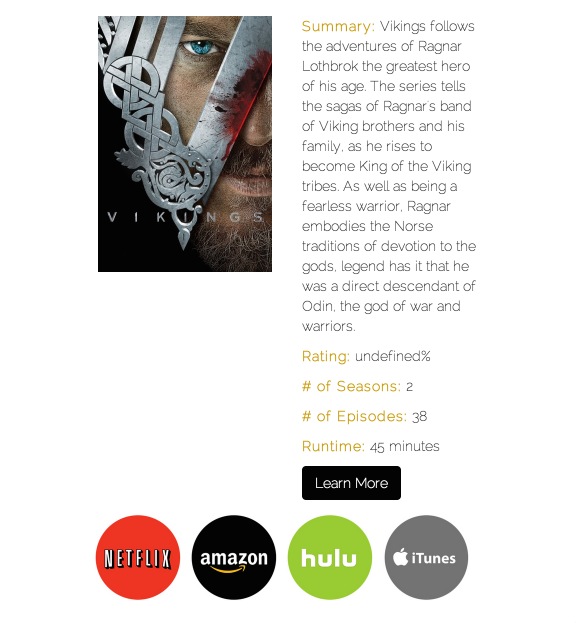 VIKINGS
Summary: Vikings follows
the adventures of Ragnar
Lothbrok the greatest hero
of his age. The series tells
the sagas of Ragnar's band
of Viking brothers and his
family, as he rises to
become King of the Viking
tribes. As well as being a
fearless warrior, Ragnar
embodies the Norse
traditions of devotion to the
gods, legend has it that he
was a direct descendant of
Odin, the god of war and
warriors.
Rating: undefined%
# of Seasons: 2
# of Episodes: 38
Runtime: 45 minutes
Learn More
NETFLIX
amazon
hulu
iTunes